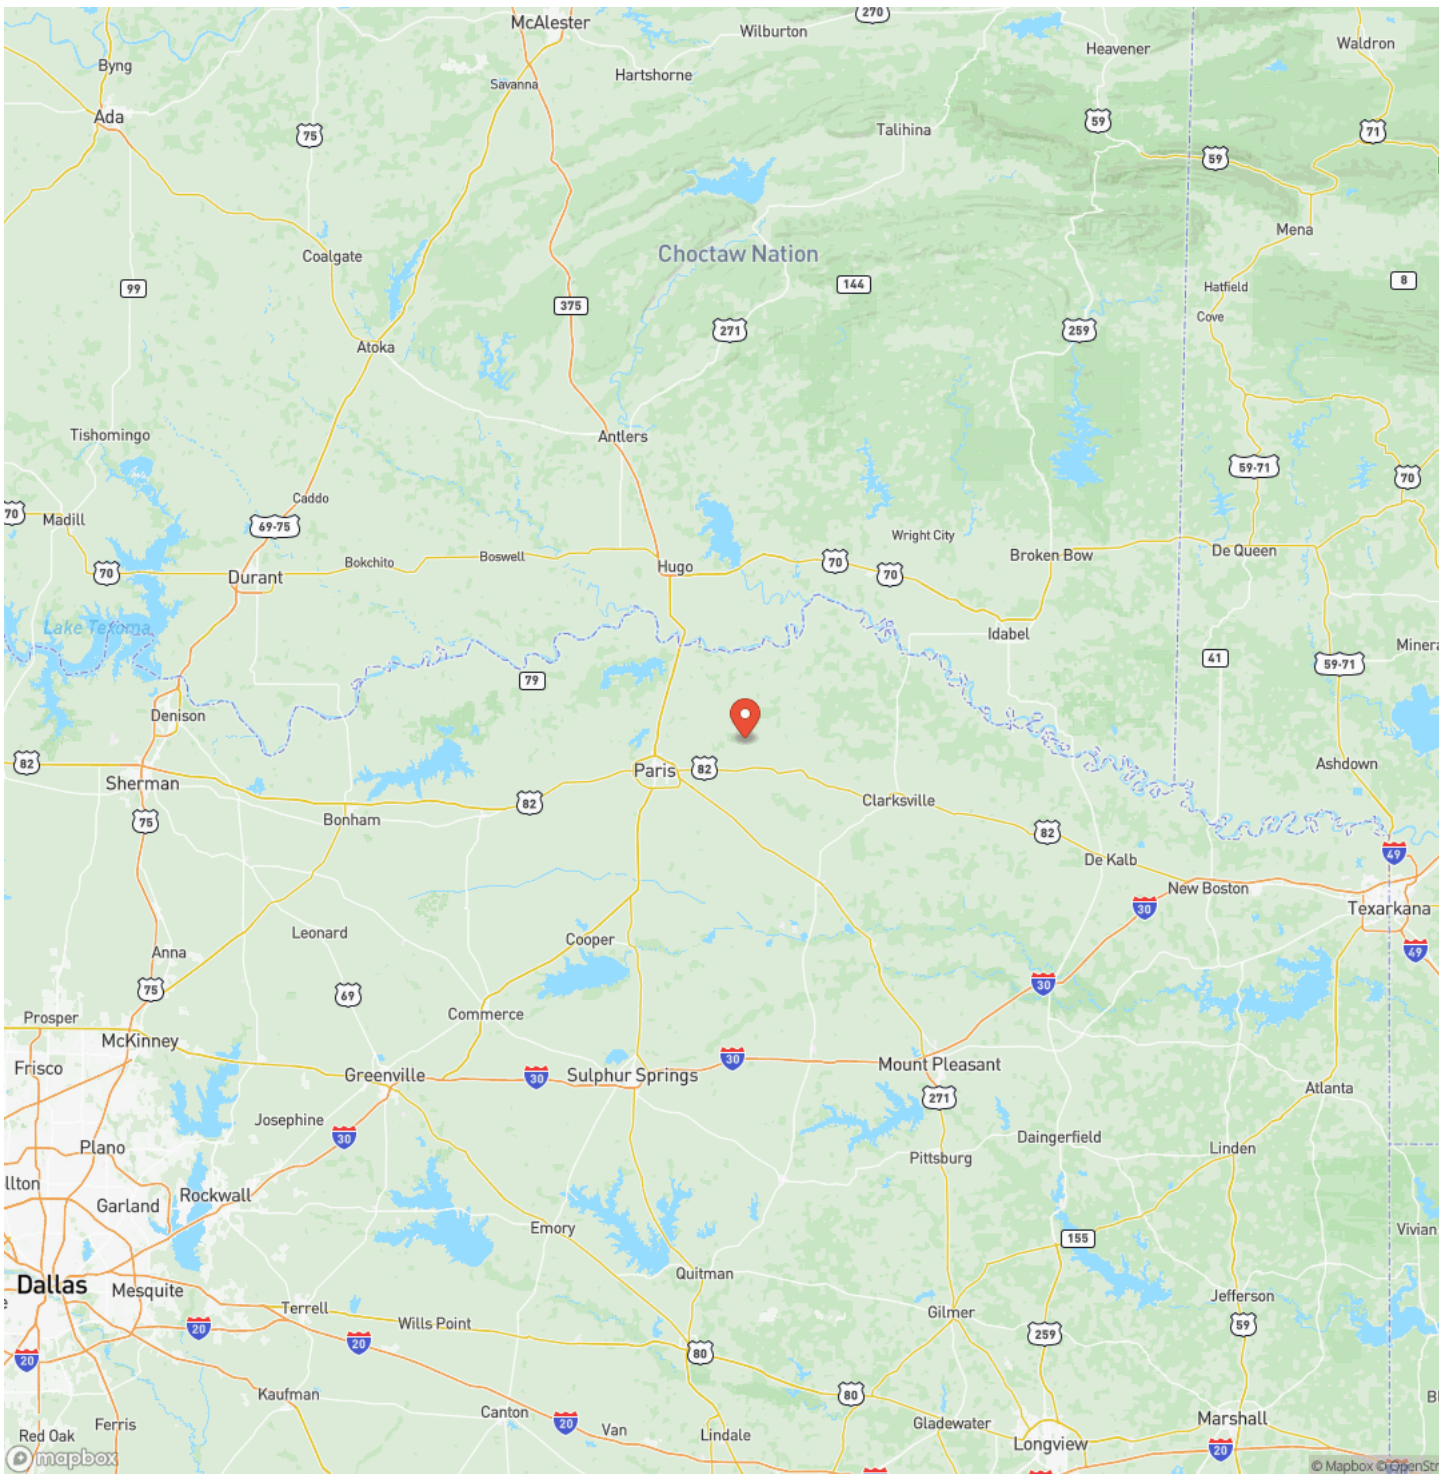 270
McAlester
Wilburton
Heavener
Waldron
Byng
Hartshorne
Savanna
Ada
75
59
71
Talihina
59
Mena
Choctaw Nation
Coalgate
99
144
8
Hatfield
375
Cove
271
259
Atoka
Tishomingo
Antlers
59-71
70
Caddo
70
Madill
69-75
Wright City
Bokchito
Boswell
Broken Bow
De Queen
70
Durant
Hugo
70
70
Lake Texoma
Idabel
Minera
41
59-71
79
Denison
82
Sherman
Paris
82
Ashdown
82
Clarksville
75
Bonham
82
49
De Kalb
New Boston
30
Texarkana
Leonard
Cooper
Anna
49
75
69
30
Prosper
Commerce
McKinney
Frisco
Greenville
30
Sulphur Springs
30
Mount Pleasant
Atlanta
271
Josephine
30
Daingerfield
Plano
Linden
Pittsburg
llton
Rockwall
Garland
Emory
155
Vivian
Quitman
Dallas
Mesquite
Jefferson
Terrell
Gilmer
Wills Point
20
20
259
59
20
80
80
Kaufman
Canton
20
Van
Gladewater
Marshall
Ferris
Red Oak
Lindale
Longview
20
mapbox
© Mapbox © OpenStr